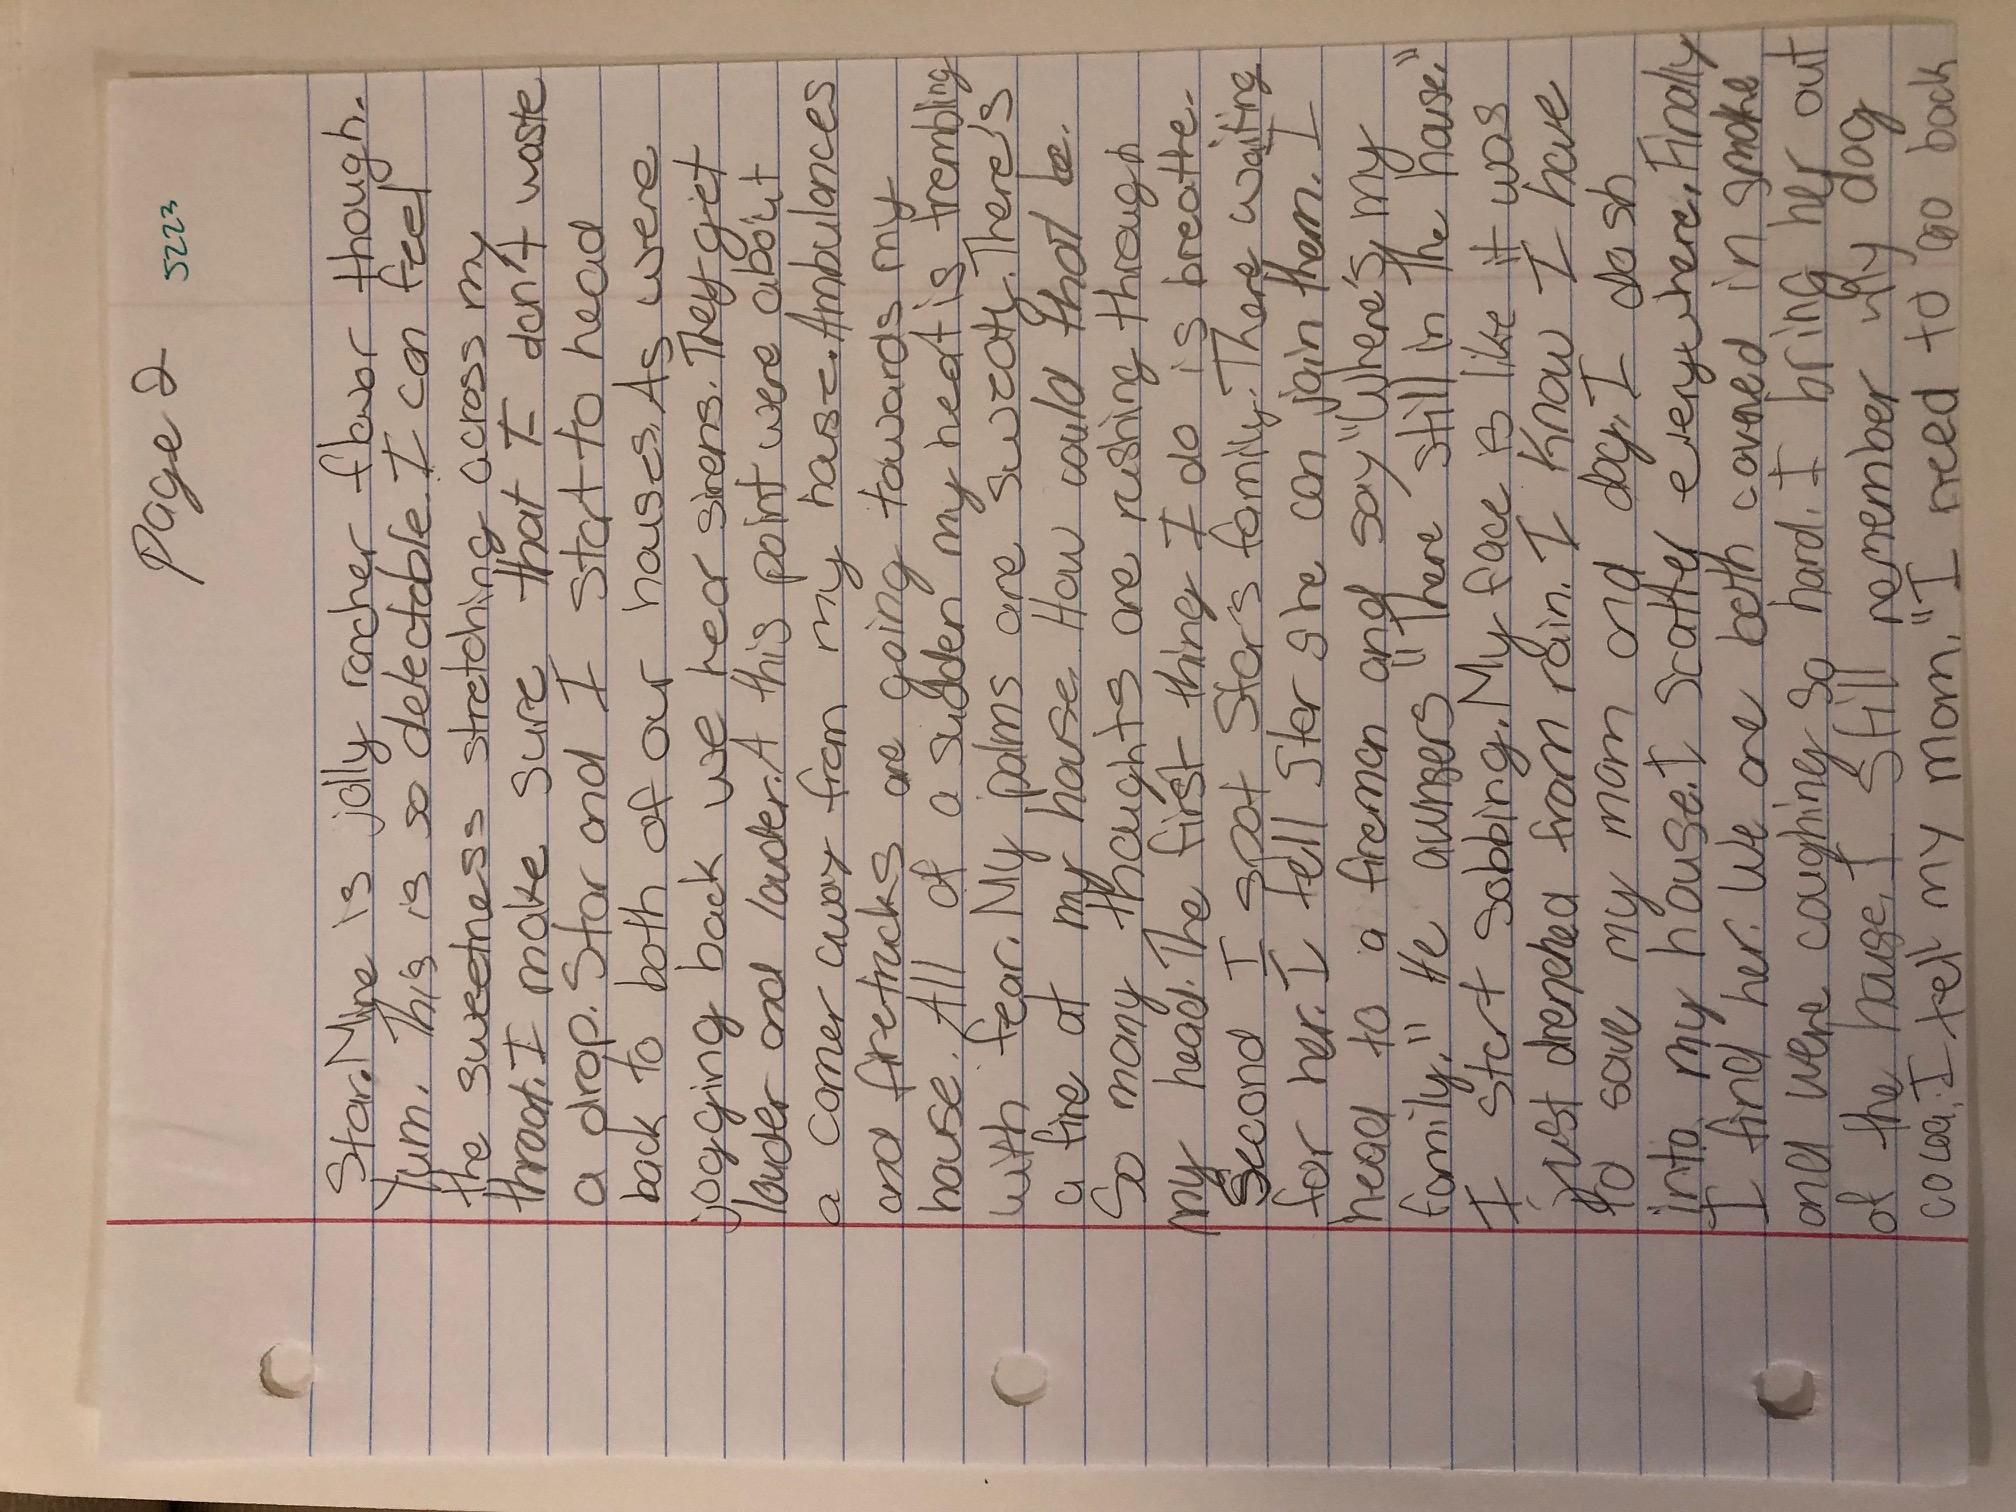 page 2 5223
Star. Mine is jolly rancher flavor though.
Yum. This is so delectable. I can feel
the sweetness stretching across my
throat. I make sure that I don't waste
a drop. Star and I start to head
back to both of our houses. As were
jogging back we hear sirens. They get
louder and louder. A this point were about
a corner away from my house. Ambulances
and firetrucks are going towards my
house. All of a sudden my heat is trembling
with fear. My palms are sweaty. There's
a fire at my house. How could that be.
So many thoughts are rushing through
my head. The first thing I do is breathe.
Second I spot Star's family. There waiting
for her. I tell Star she can join them. I
head to a fireman and say "Where's my
family." He awnsers "There still in the house."
I start sobbing. My face is like it was
just drenched from rain. I know I have
to save my mom and dog. I dash
into my house. I scatter everywhere. Finally
I find her. We are both covered in smoke
and were coughing so hard. I bring her out
of the house. I still remember my dog
cocoa. I tell my mom, "I need to go back